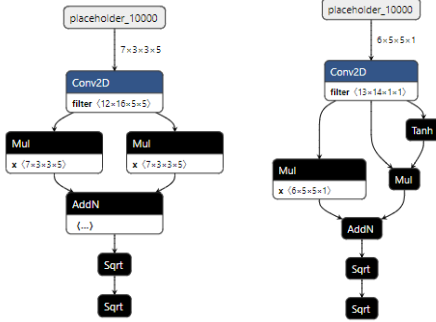 placeholder_10000
7×3×3×5
Conv2D
filter ⟨12×16×5×5⟩
Mul
x ⟨7×3×3×5⟩
Mul
x ⟨7×3×3×5⟩
AddN
⟨...⟩
Sqrt
Sqrt
placeholder_10000
6×5×5×1
Conv2D
filter ⟨13×14×1×1⟩
Tanh
Mul
x ⟨6×5×5×1⟩
Mul
AddN
Sqrt
Sqrt